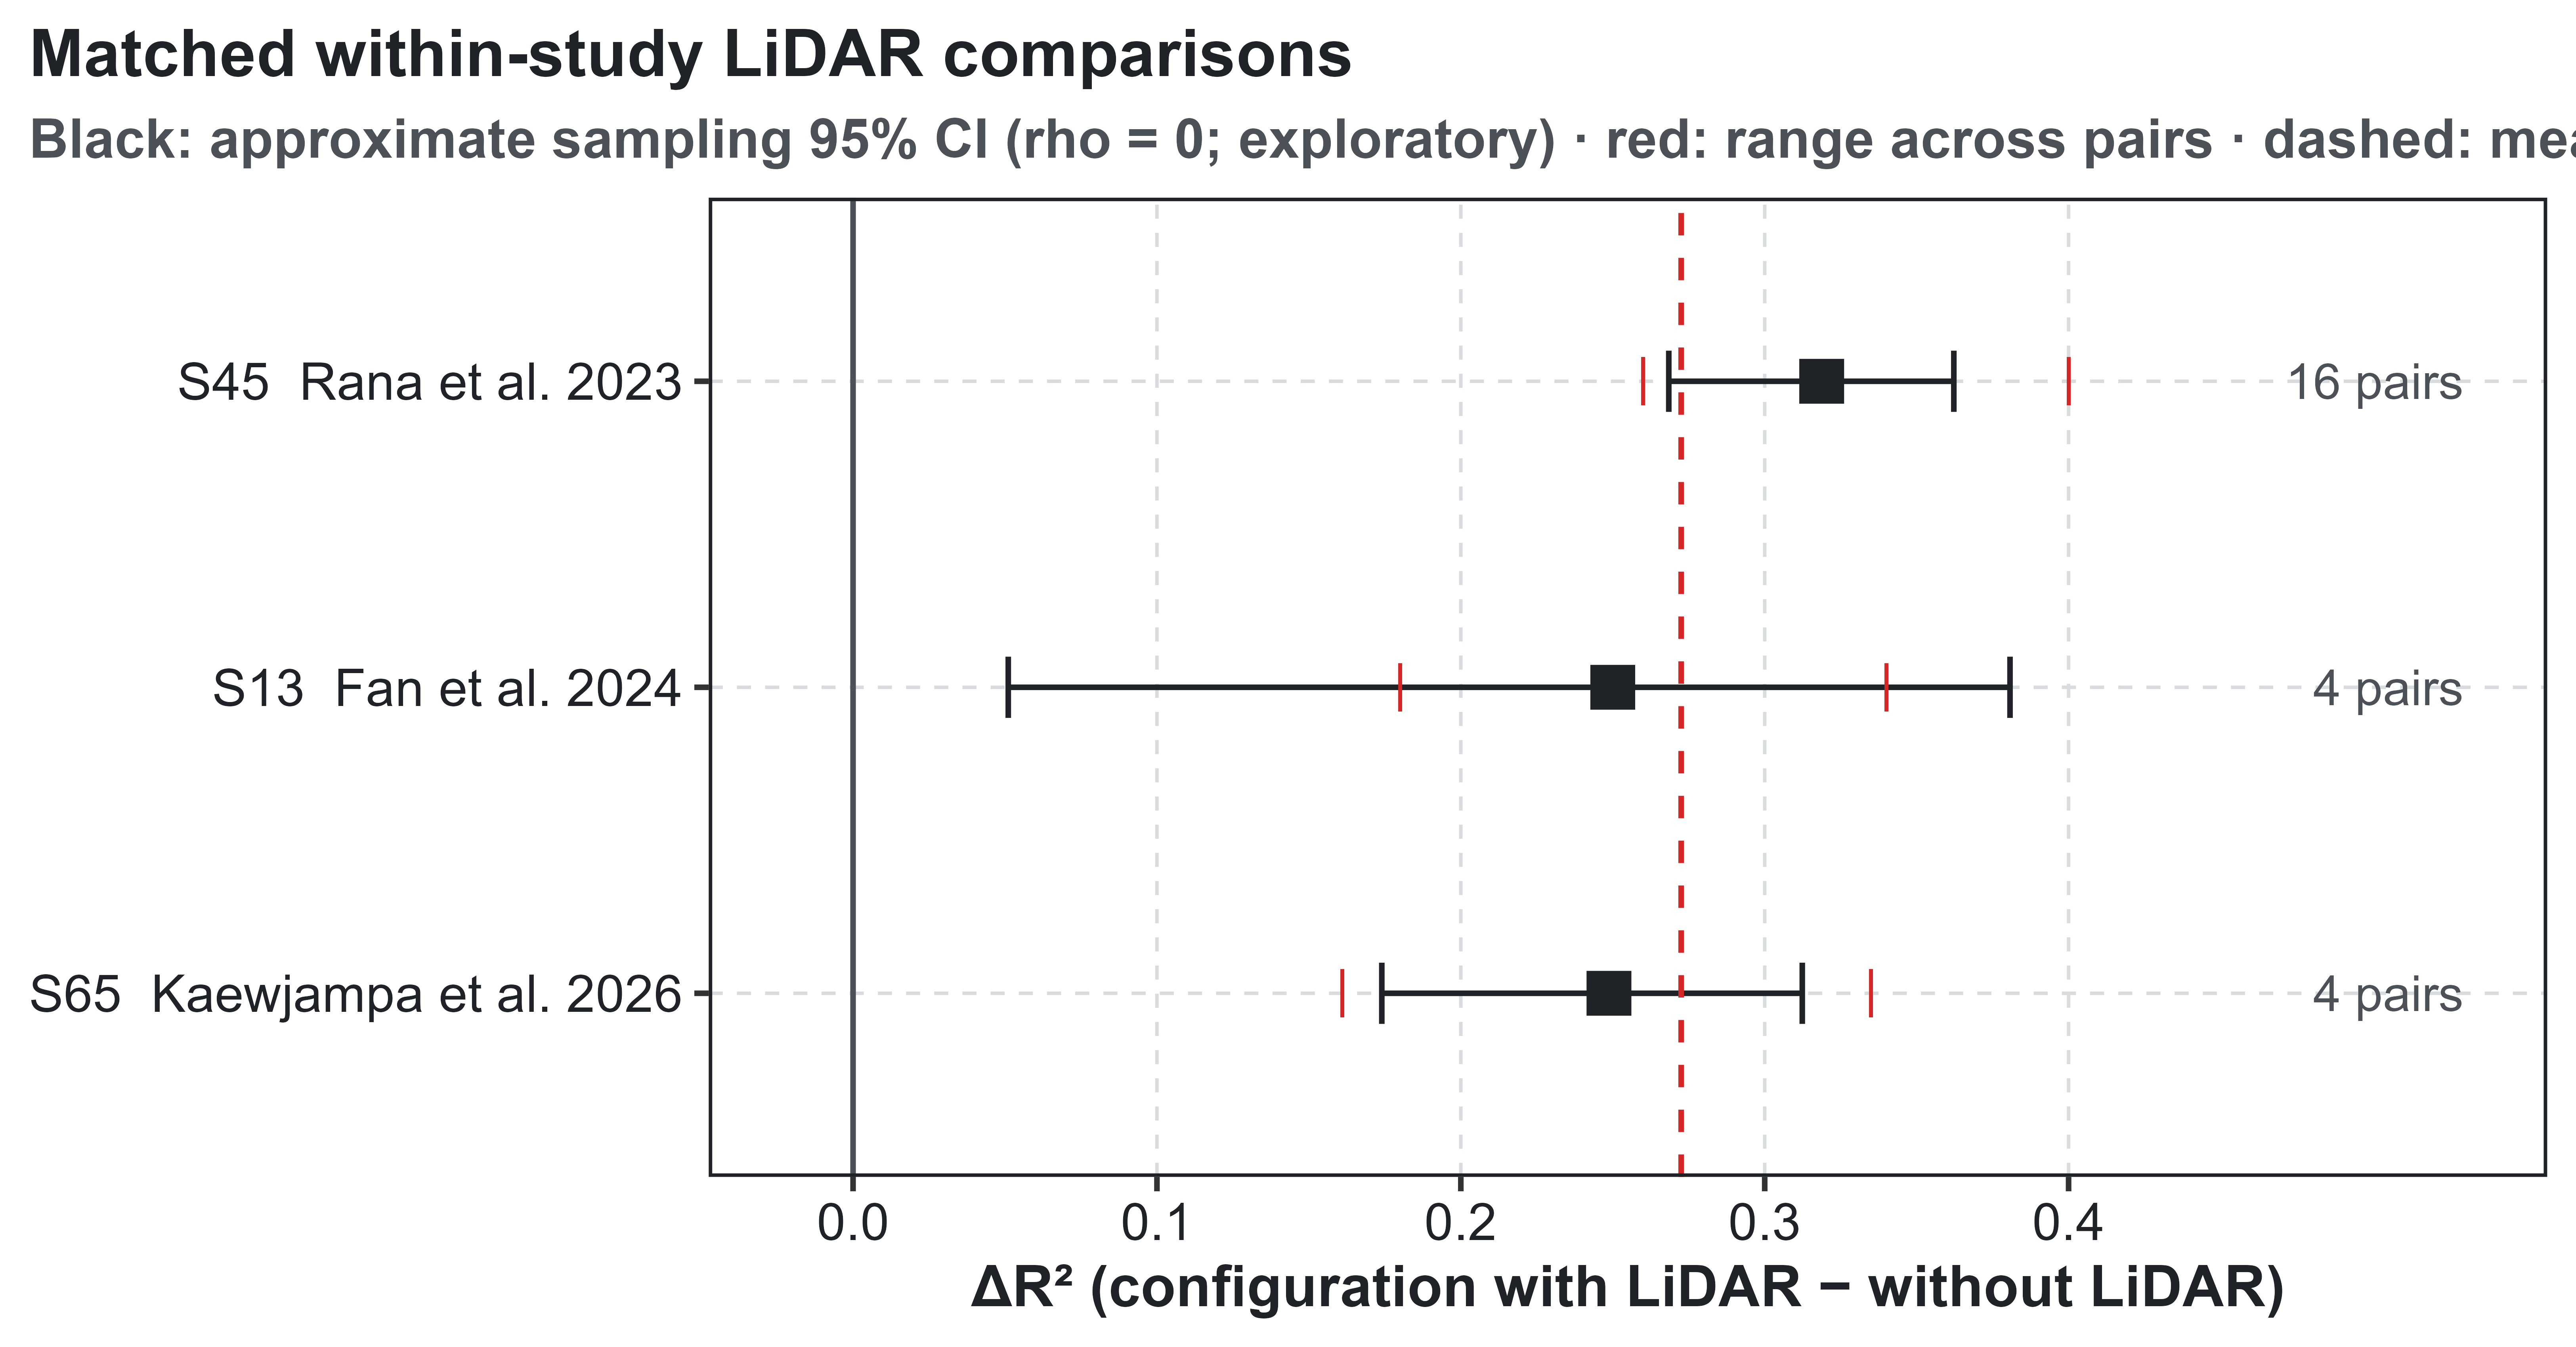 Matched within-study LiDAR comparisons
Black: approximate sampling 95% CI (rho = 0; exploratory) · red: range across pairs · dashed:
S45 Rana et al. 2023
16 pairs
S13 Fan et al. 2024
4 pairs
S65 Kaewjampa et al. 2026
4 pairs
0.0 0.1 0.2 0.3 0.4
ΔR² (configuration with LiDAR − without LiDAR)